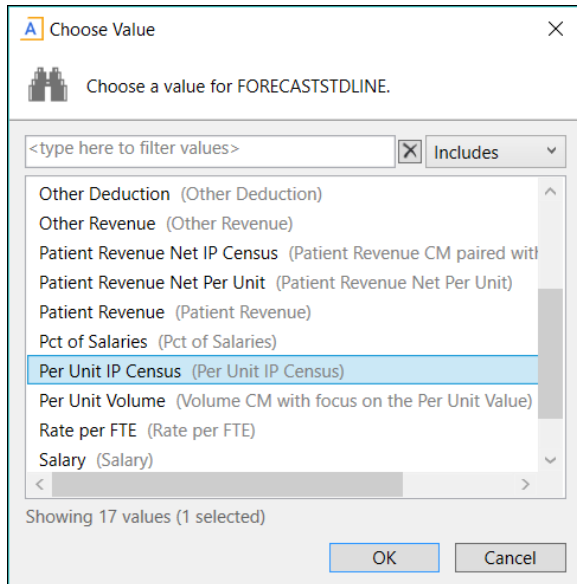 A Choose Value
Choose a value for FORECASTSTDLINE.
<type here to filter values> Includes
Other Deduction (Other Deduction)
Other Revenue (Other Revenue)
Patient Revenue Net IP Census (Patient Revenue CM paired with
Patient Revenue Net Per Unit (Patient Revenue Net Per Unit)
Patient Revenue (Patient Revenue)
Pct of Salaries (Pct of Salaries)
Per Unit IP Census (Per Unit IP Census)
Per Unit Volume (Volume CM with focus on the Per Unit Value)
Rate per FTE (Rate per FTE)
Salary (Salary)
Showing 17 values (1 selected)
OK Cancel